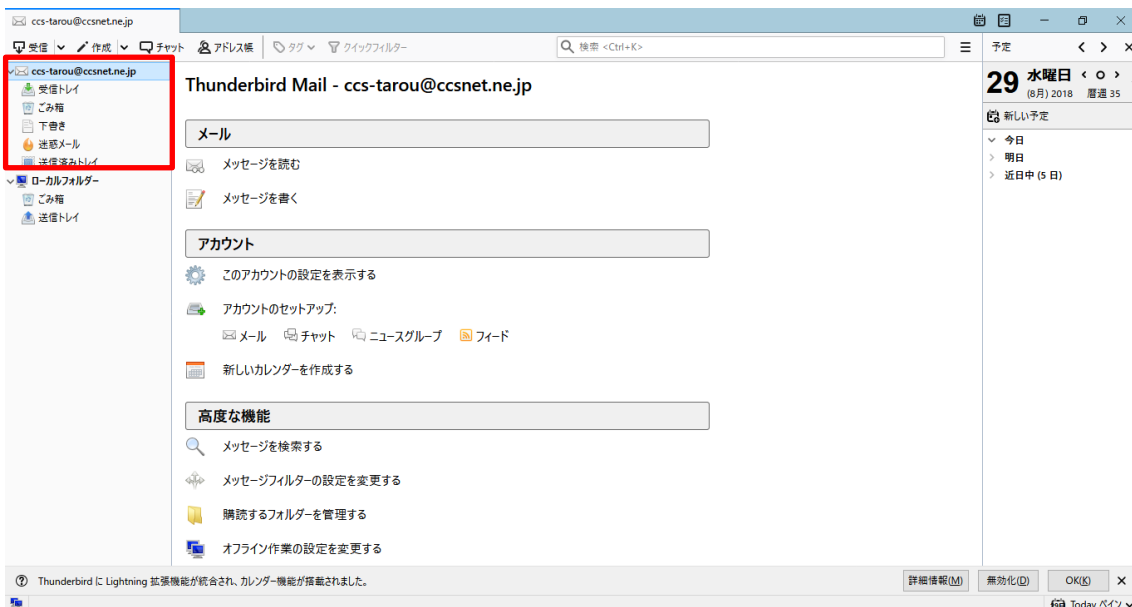 ccs-tarou@ccsnet.ne.jp
受信 作成 チャット アドレス帳 タグ クイックフィルター 検索 <Ctrl+K>
予定
ccs-tarou@ccsnet.ne.jp
受信トレイ
ごみ箱
下書き
迷惑メール
送信済みトレイ
ローカルフォルダー
ごみ箱
送信トレイ
Thunderbird Mail - ccs-tarou@ccsnet.ne.jp
メール
メッセージを読む
メッセージを書く
アカウント
このアカウントの設定を表示する
アカウントのセットアップ:
メール チャット ニュースグループ フィード
新しいカレンダーを作成する
高度な機能
メッセージを検索する
メッセージフィルターの設定を変更する
購読するフォルダーを管理する
オフライン作業の設定を変更する
29 水曜日
(8月) 2018 暦週 35
新しい予定
今日
明日
近日中 (5 日)
Thunderbird に Lightning 拡張機能が統合され、カレンダー機能が搭載されました。 詳細情報(M) 無効化(D) OK(K)
Today ペイン